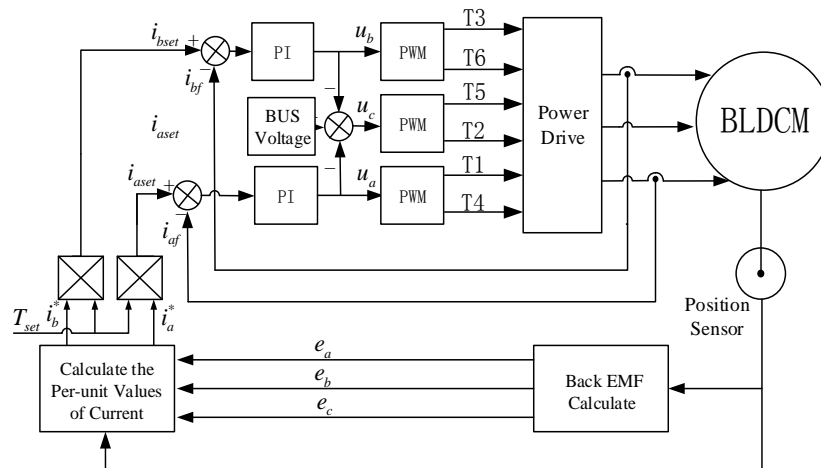 i_bset + u_b T3
PI PWM
i_bf − T6
− T5
BUS
Voltage u_c PWM Power
Drive BLDCM
i_aset T2
− T1
i_aset + u_a
PI PWM
− T4
i_af
T_set i_b^* i_a^* Position
Sensor
e_a
Calculate the
Per-unit Values
of Current
e_b Back EMF
Calculate
e_c